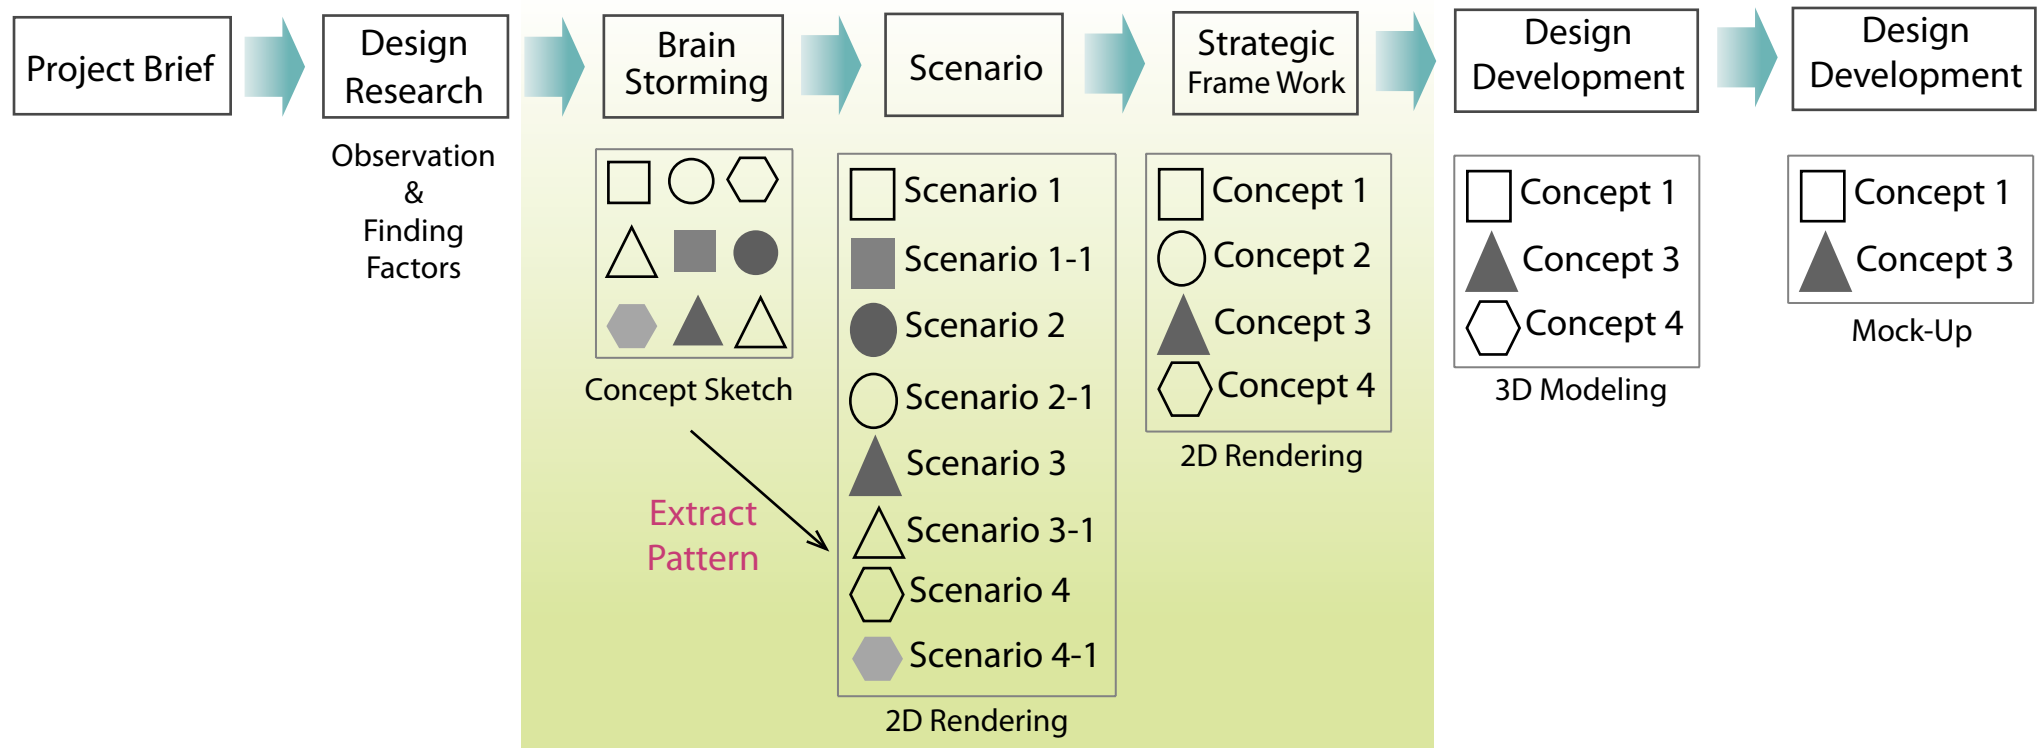 Project Brief
Design
Research
Observation
&
Finding
Factors
Brain
Storming
Concept Sketch
Extract
Pattern
Scenario
Scenario 1
Scenario 1-1
Scenario 2
Scenario 2-1
Scenario 3
Scenario 3-1
Scenario 4
Scenario 4-1
2D Rendering
Strategic
Frame Work
Concept 1
Concept 2
Concept 3
Concept 4
2D Rendering
Design
Development
Concept 1
Concept 3
Concept 4
3D Modeling
Design
Development
Concept 1
Concept 3
Mock-Up